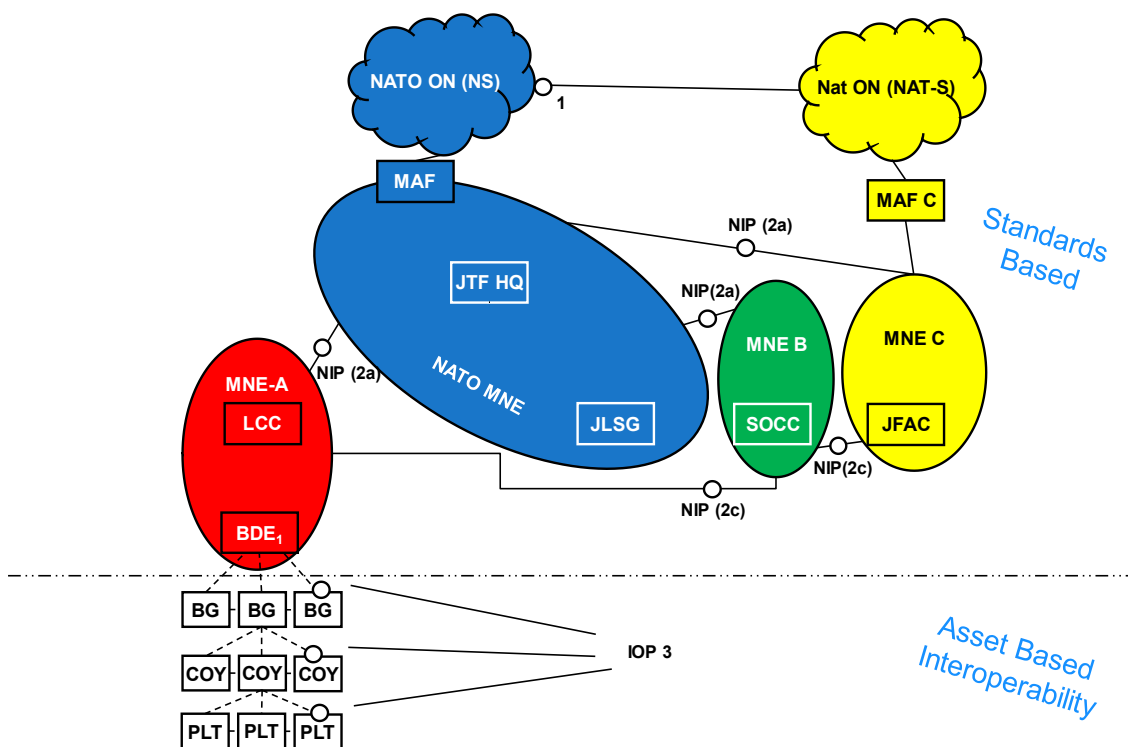 NATO ON (NS)
Nat ON (NAT-S)
1
MAF
MAF C
Standards
Based
NIP (2a)
JTF HQ
NIP(2a)
MNE B
MNE C
NIP (2a)
NATO MNE
MNE-A
LCC
JLSG
SOCC
JFAC
NIP(2c)
NIP (2c)
BDE1
BG
BG
BG
IOP 3
Asset Based
Interoperability
COY
COY
COY
PLT
PLT
PLT